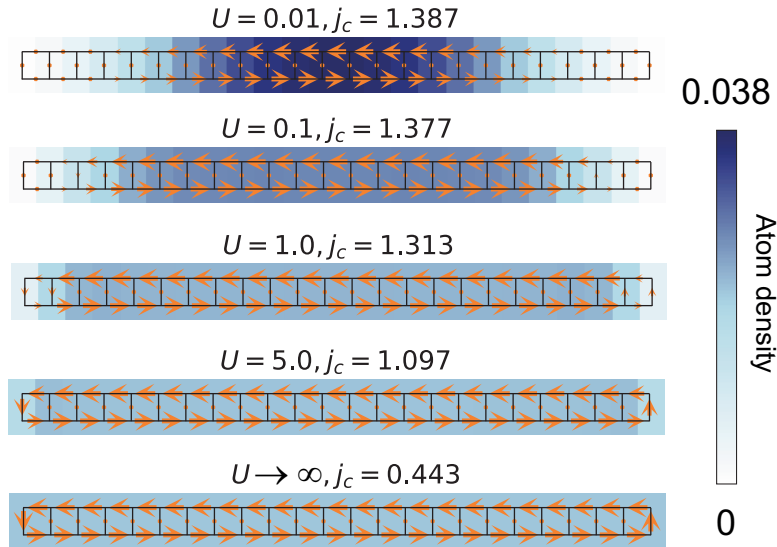 U = 0.01, j_c = 1.387
0.038
U = 0.1, j_c = 1.377
U = 1.0, j_c = 1.313
Atom density
U = 5.0, j_c = 1.097
U → ∞, j_c = 0.443
0